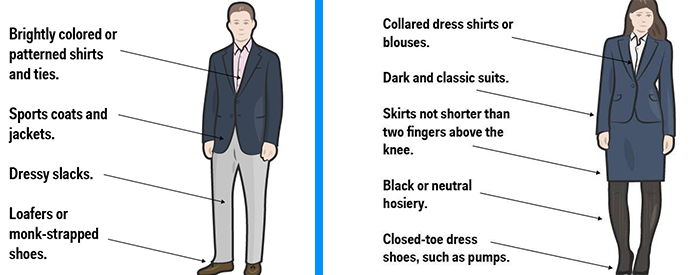 Brightly colored or
patterned shirts
and ties.
Sports coats and
jackets.
Dressy slacks.
Loafers or
monk-strapped
shoes.
Collared dress shirts or
blouses.
Dark and classic suits.
Skirts not shorter than
two fingers above the
knee.
Black or neutral
hosiery.
Closed-toe dress
shoes, such as pumps.